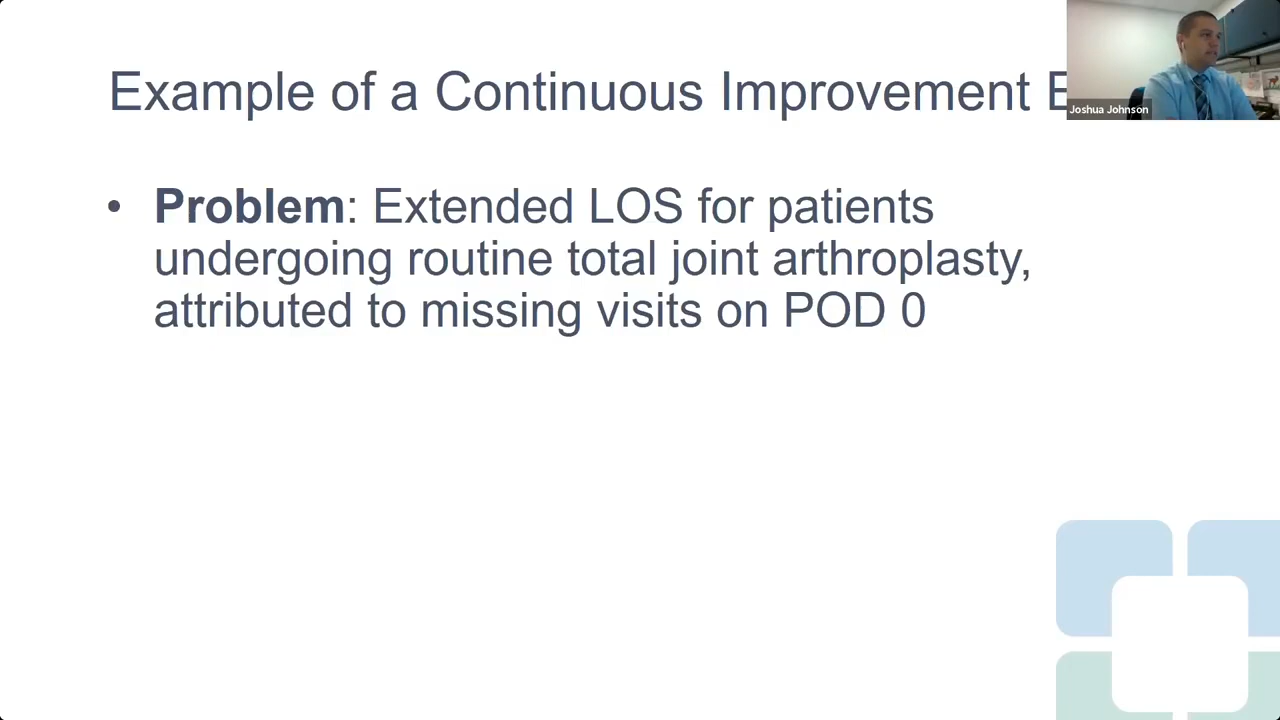 Example of a Continuous Improvement
Joshua Johnson
• Problem: Extended LOS for patients
undergoing routine total joint arthroplasty,
attributed to missing visits on POD 0